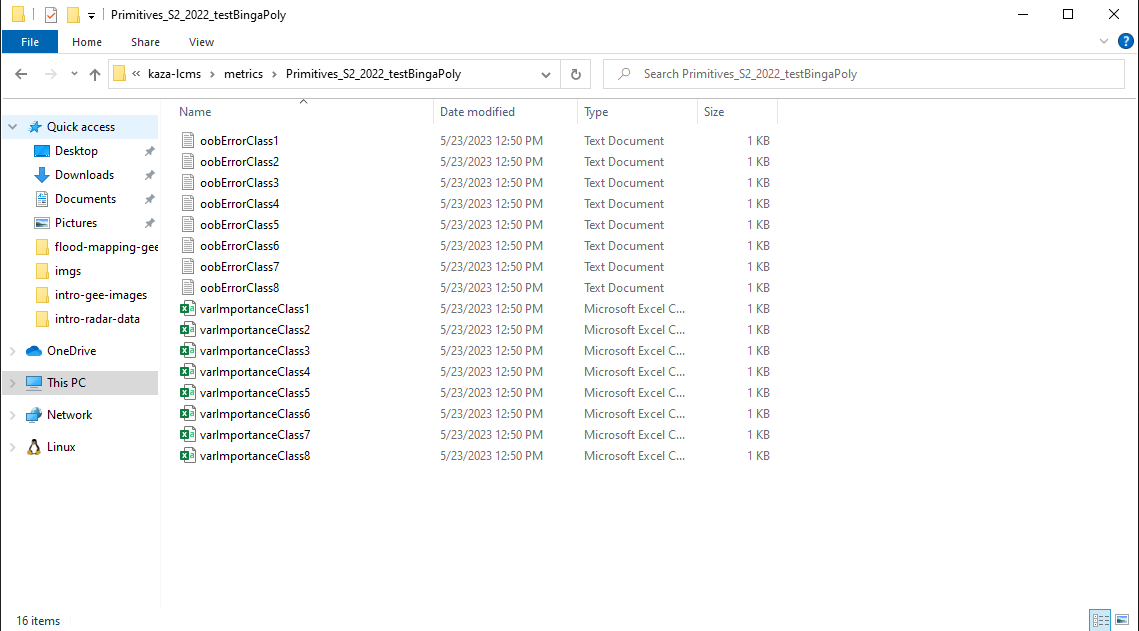 Primitives_S2_2022_testBingaPoly
File Home Share View
« kaza-lcms > metrics > Primitives_S2_2022_testBingaPoly Search Primitives_S2_2022_testBingaPoly
Name Date modified Type Size
Quick access
Desktop
Downloads
Documents
Pictures
flood-mapping-gee
imgs
intro-gee-images
intro-radar-data
OneDrive
This PC
Network
Linux
oobErrorClass1 5/23/2023 12:50 PM Text Document 1 KB
oobErrorClass2 5/23/2023 12:50 PM Text Document 1 KB
oobErrorClass3 5/23/2023 12:50 PM Text Document 1 KB
oobErrorClass4 5/23/2023 12:50 PM Text Document 1 KB
oobErrorClass5 5/23/2023 12:50 PM Text Document 1 KB
oobErrorClass6 5/23/2023 12:50 PM Text Document 1 KB
oobErrorClass7 5/23/2023 12:50 PM Text Document 1 KB
oobErrorClass8 5/23/2023 12:50 PM Text Document 1 KB
varImportanceClass1 5/23/2023 12:50 PM Microsoft Excel C... 1 KB
varImportanceClass2 5/23/2023 12:50 PM Microsoft Excel C... 1 KB
varImportanceClass3 5/23/2023 12:50 PM Microsoft Excel C... 1 KB
varImportanceClass4 5/23/2023 12:50 PM Microsoft Excel C... 1 KB
varImportanceClass5 5/23/2023 12:50 PM Microsoft Excel C... 1 KB
varImportanceClass6 5/23/2023 12:50 PM Microsoft Excel C... 1 KB
varImportanceClass7 5/23/2023 12:50 PM Microsoft Excel C... 1 KB
varImportanceClass8 5/23/2023 12:50 PM Microsoft Excel C... 1 KB
16 items